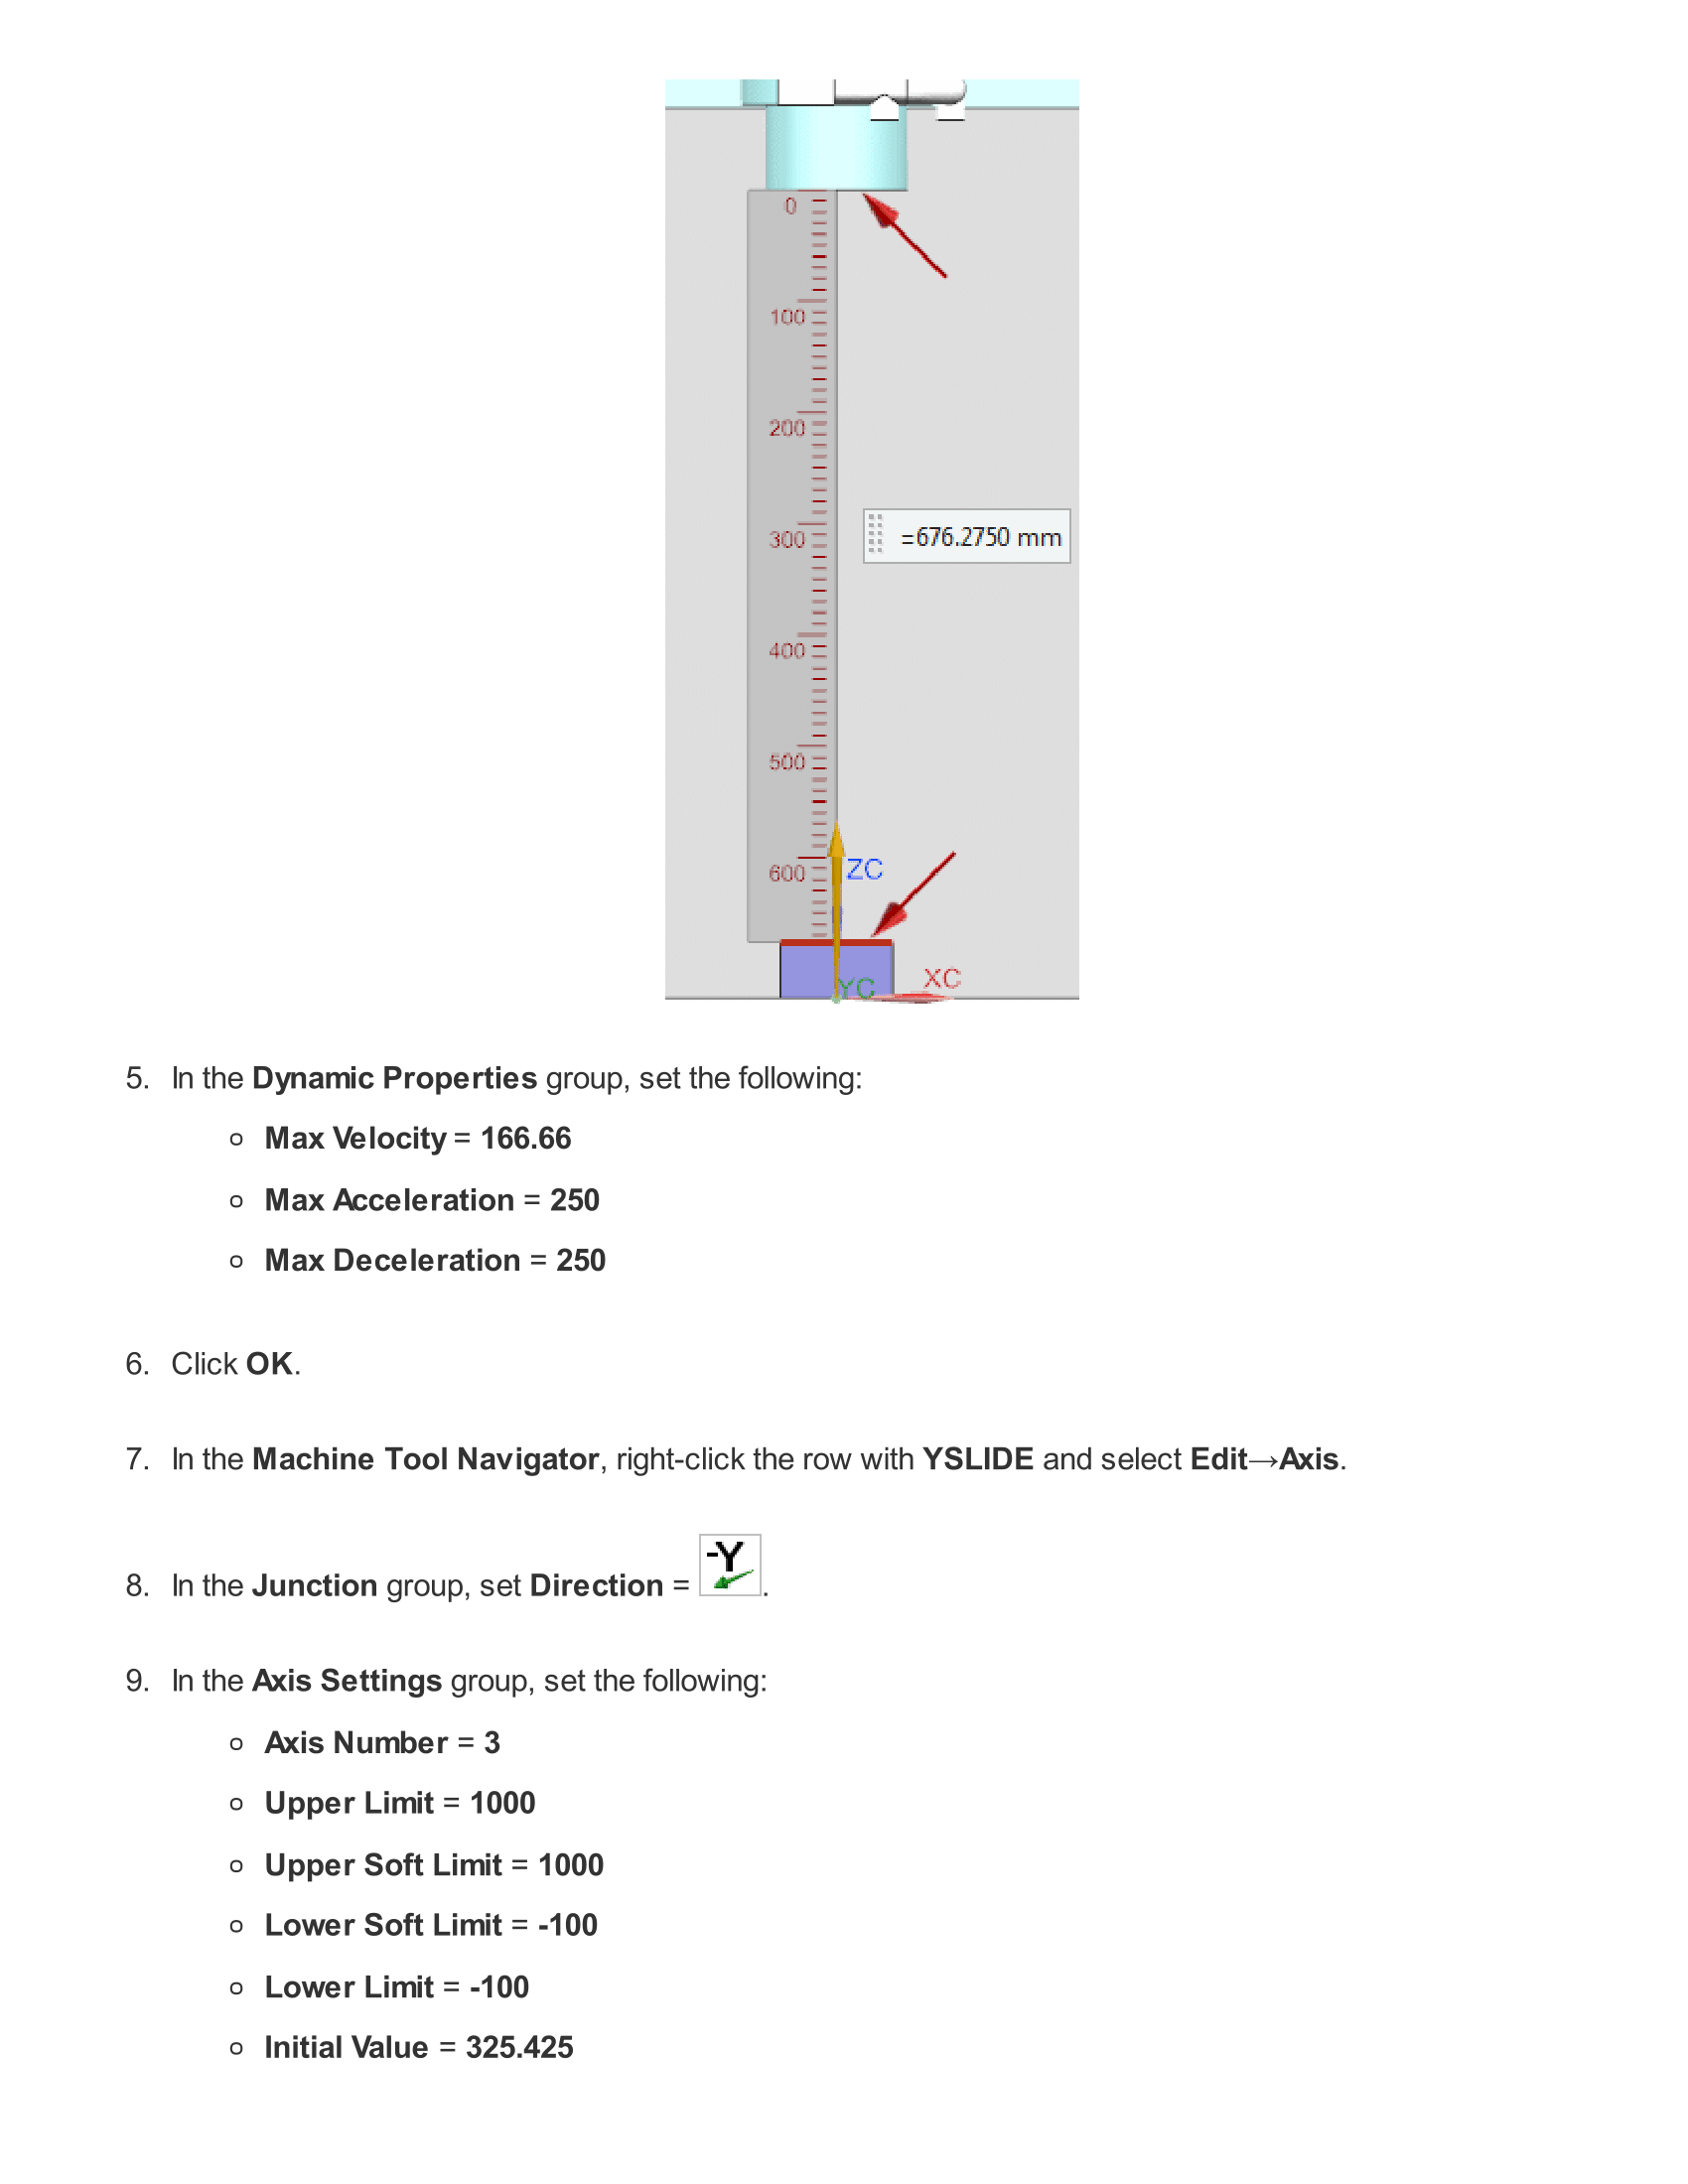 0
100
200
300
=676.2750 mm
400
500
600
ZC
YC
XC
5. In the Dynamic Properties group, set the following:
Max Velocity = 166.66
Max Acceleration = 250
Max Deceleration = 250
6. Click OK.
7. In the Machine Tool Navigator, right-click the row with YSLIDE and select Edit→Axis.
8. In the Junction group, set Direction = -Y.
9. In the Axis Settings group, set the following:
Axis Number = 3
Upper Limit = 1000
Upper Soft Limit = 1000
Lower Soft Limit = -100
Lower Limit = -100
Initial Value = 325.425